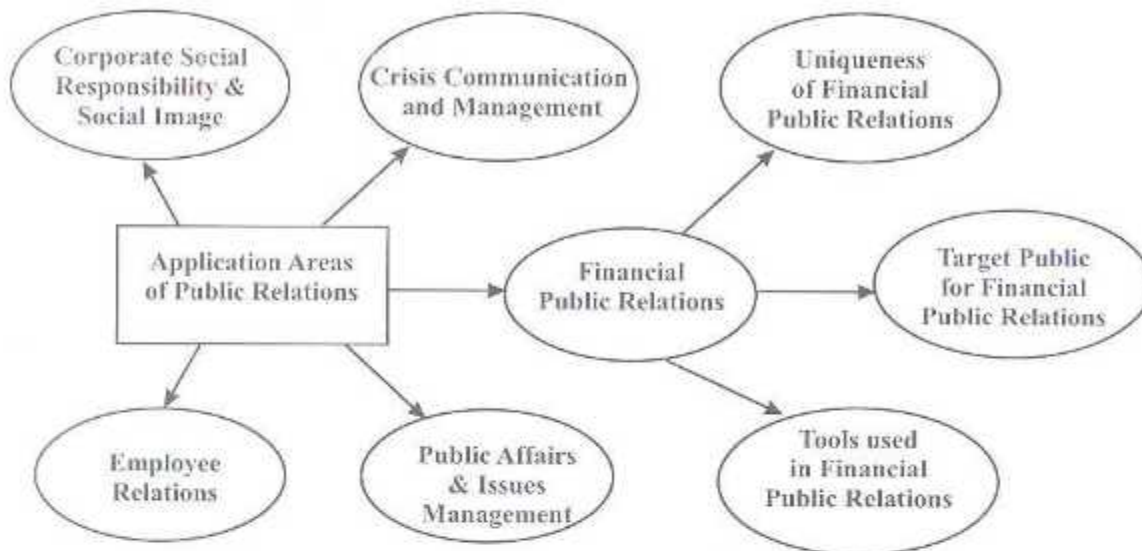 Corporate Social
Responsibility &
Social Image
Crisis Communication
and Management
Uniqueness
of Financial
Public Relations
Application Areas
of Public Relations
Financial
Public Relations
Target Public
for Financial
Public Relations
Employee
Relations
Public Affairs
& Issues
Management
Tools used
in Financial
Public Relations